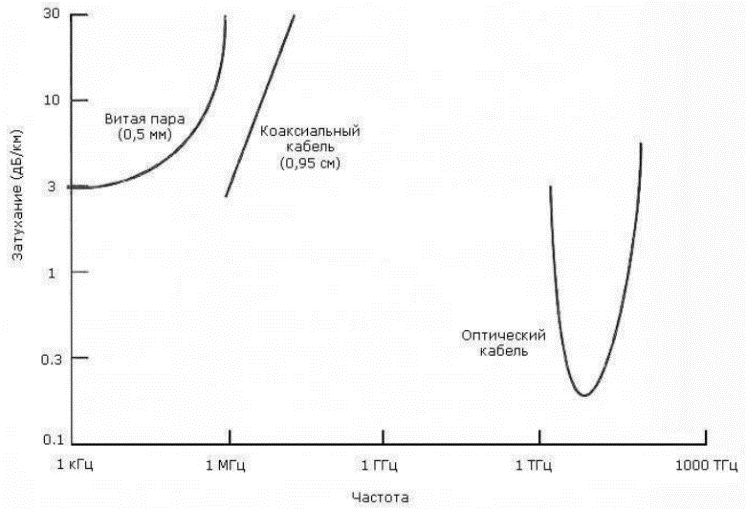 30
10
3
1
0.3
0.1
Затухание (дБ/км)
Витая пара
(0,5 мм)
Коаксиальный
кабель
(0,95 см)
Оптический
кабель
1 кГц
1 МГц
1 ГГц
1 ТГц
1000 ТГц
Частота